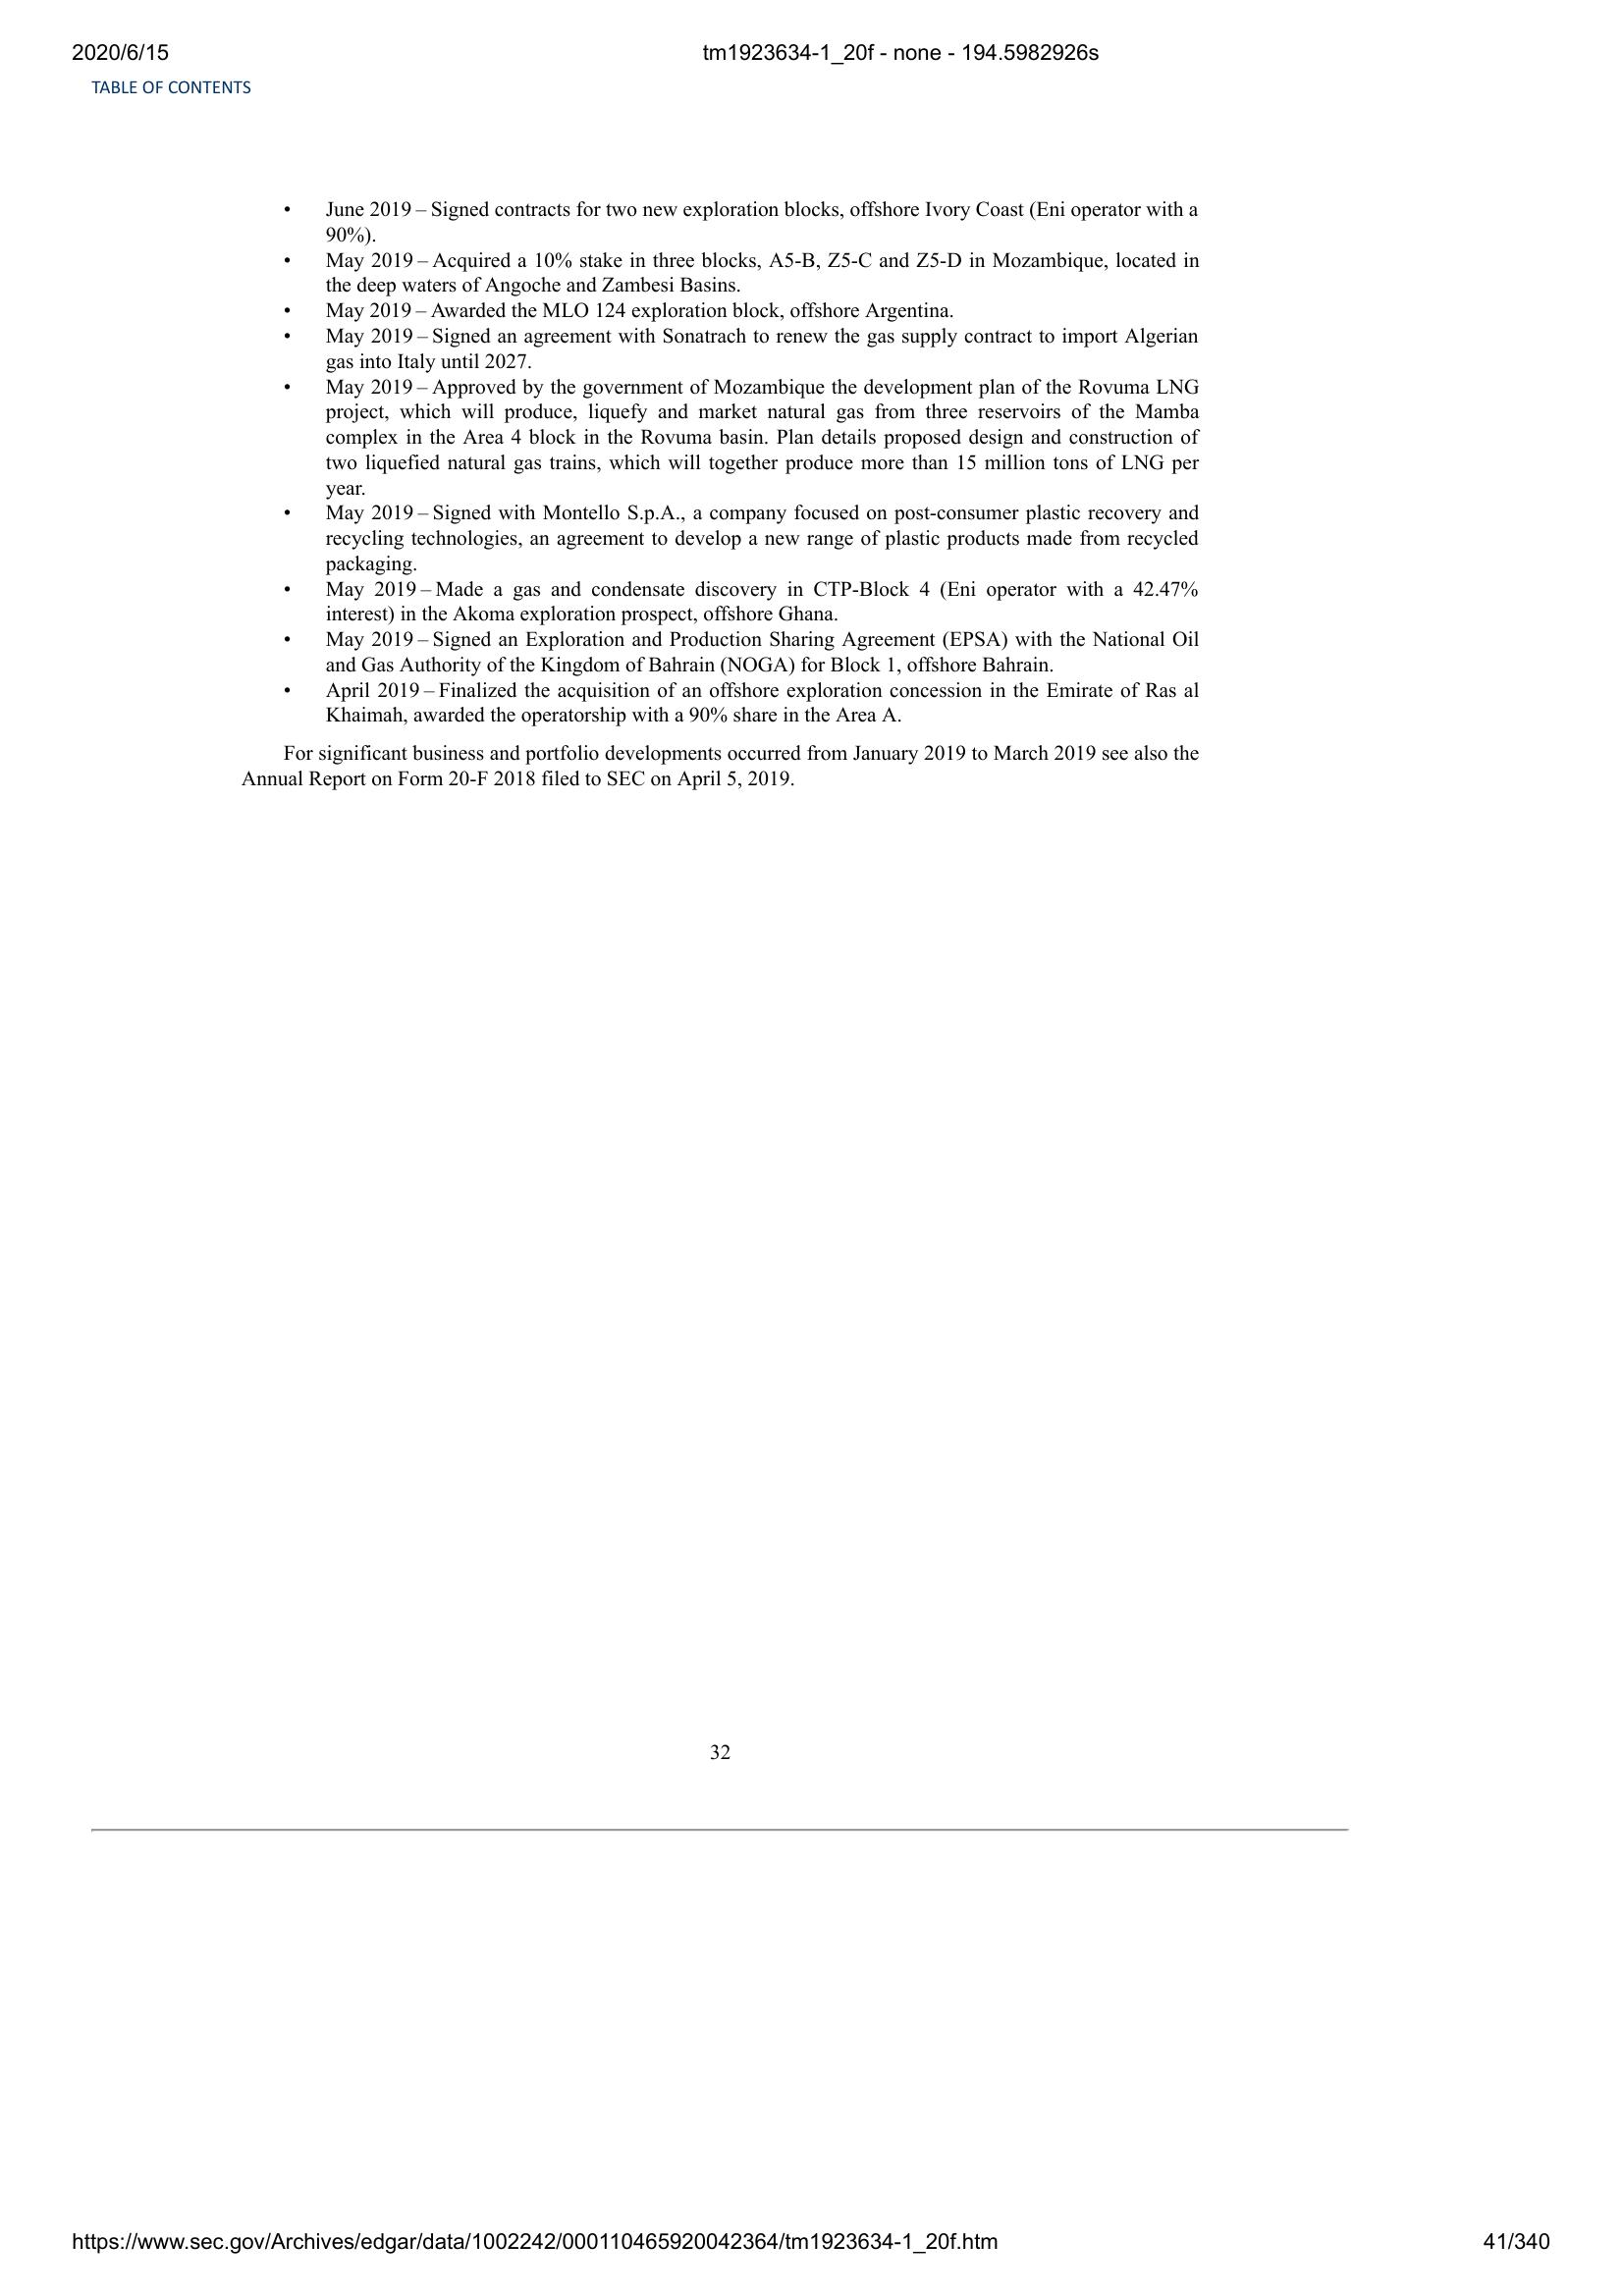 2020/6/15
tm1923634-1_20f - none - 194.5982926s
TABLE OF CONTENTS
• June 2019 – Signed contracts for two new exploration blocks, offshore Ivory Coast (Eni operator with a
90%).
• May 2019 – Acquired a 10% stake in three blocks, A5-B, Z5-C and Z5-D in Mozambique, located in
the deep waters of Angoche and Zambesi Basins.
• May 2019 – Awarded the MLO 124 exploration block, offshore Argentina.
• May 2019 – Signed an agreement with Sonatrach to renew the gas supply contract to import Algerian
gas into Italy until 2027.
• May 2019 – Approved by the government of Mozambique the development plan of the Rovuma LNG
project, which will produce, liquefy and market natural gas from three reservoirs of the Mamba
complex in the Area 4 block in the Rovuma basin. Plan details proposed design and construction of
two liquefied natural gas trains, which will together produce more than 15 million tons of LNG per
year.
• May 2019 – Signed with Montello S.p.A., a company focused on post-consumer plastic recovery and
recycling technologies, an agreement to develop a new range of plastic products made from recycled
packaging.
• May 2019 – Made a gas and condensate discovery in CTP-Block 4 (Eni operator with a 42.47%
interest) in the Akoma exploration prospect, offshore Ghana.
• May 2019 – Signed an Exploration and Production Sharing Agreement (EPSA) with the National Oil
and Gas Authority of the Kingdom of Bahrain (NOGA) for Block 1, offshore Bahrain.
• April 2019 – Finalized the acquisition of an offshore exploration concession in the Emirate of Ras al
Khaimah, awarded the operatorship with a 90% share in the Area A.
For significant business and portfolio developments occurred from January 2019 to March 2019 see also the
Annual Report on Form 20-F 2018 filed to SEC on April 5, 2019.
32
https://www.sec.gov/Archives/edgar/data/1002242/000110465920042364/tm1923634-1_20f.htm
41/340